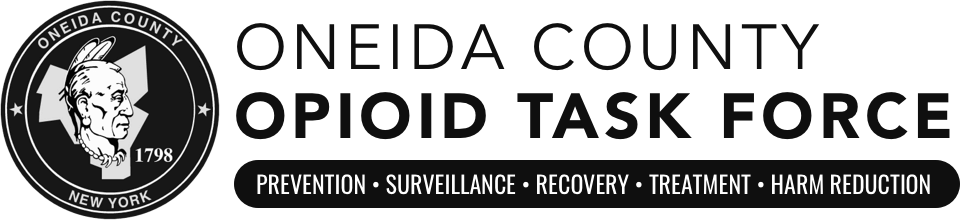 ONEIDA COUNTY
1798
NEW YORK
ONEIDA COUNTY
OPIOID TASK FORCE
PREVENTION • SURVEILLANCE • RECOVERY • TREATMENT • HARM REDUCTION